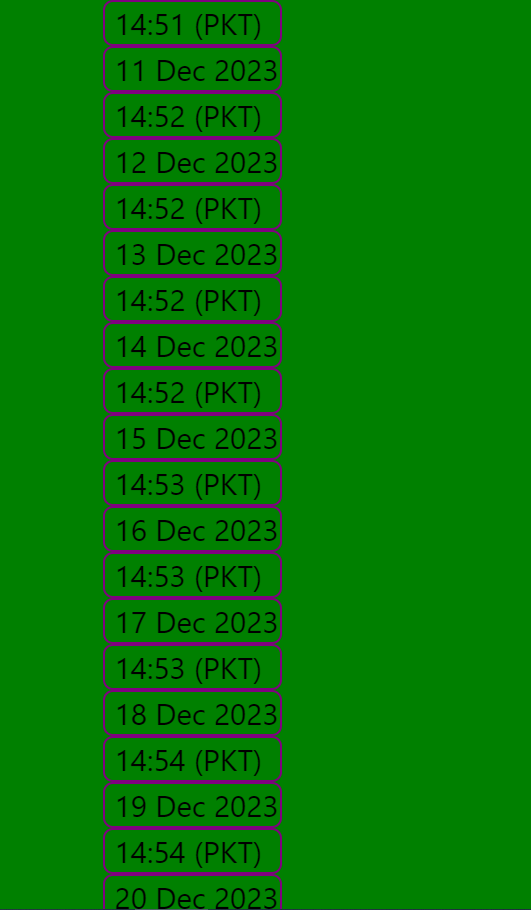 14:51 (PKT)
11 Dec 2023
14:52 (PKT)
12 Dec 2023
14:52 (PKT)
13 Dec 2023
14:52 (PKT)
14 Dec 2023
14:52 (PKT)
15 Dec 2023
14:53 (PKT)
16 Dec 2023
14:53 (PKT)
17 Dec 2023
14:53 (PKT)
18 Dec 2023
14:54 (PKT)
19 Dec 2023
14:54 (PKT)
20 Dec 2023